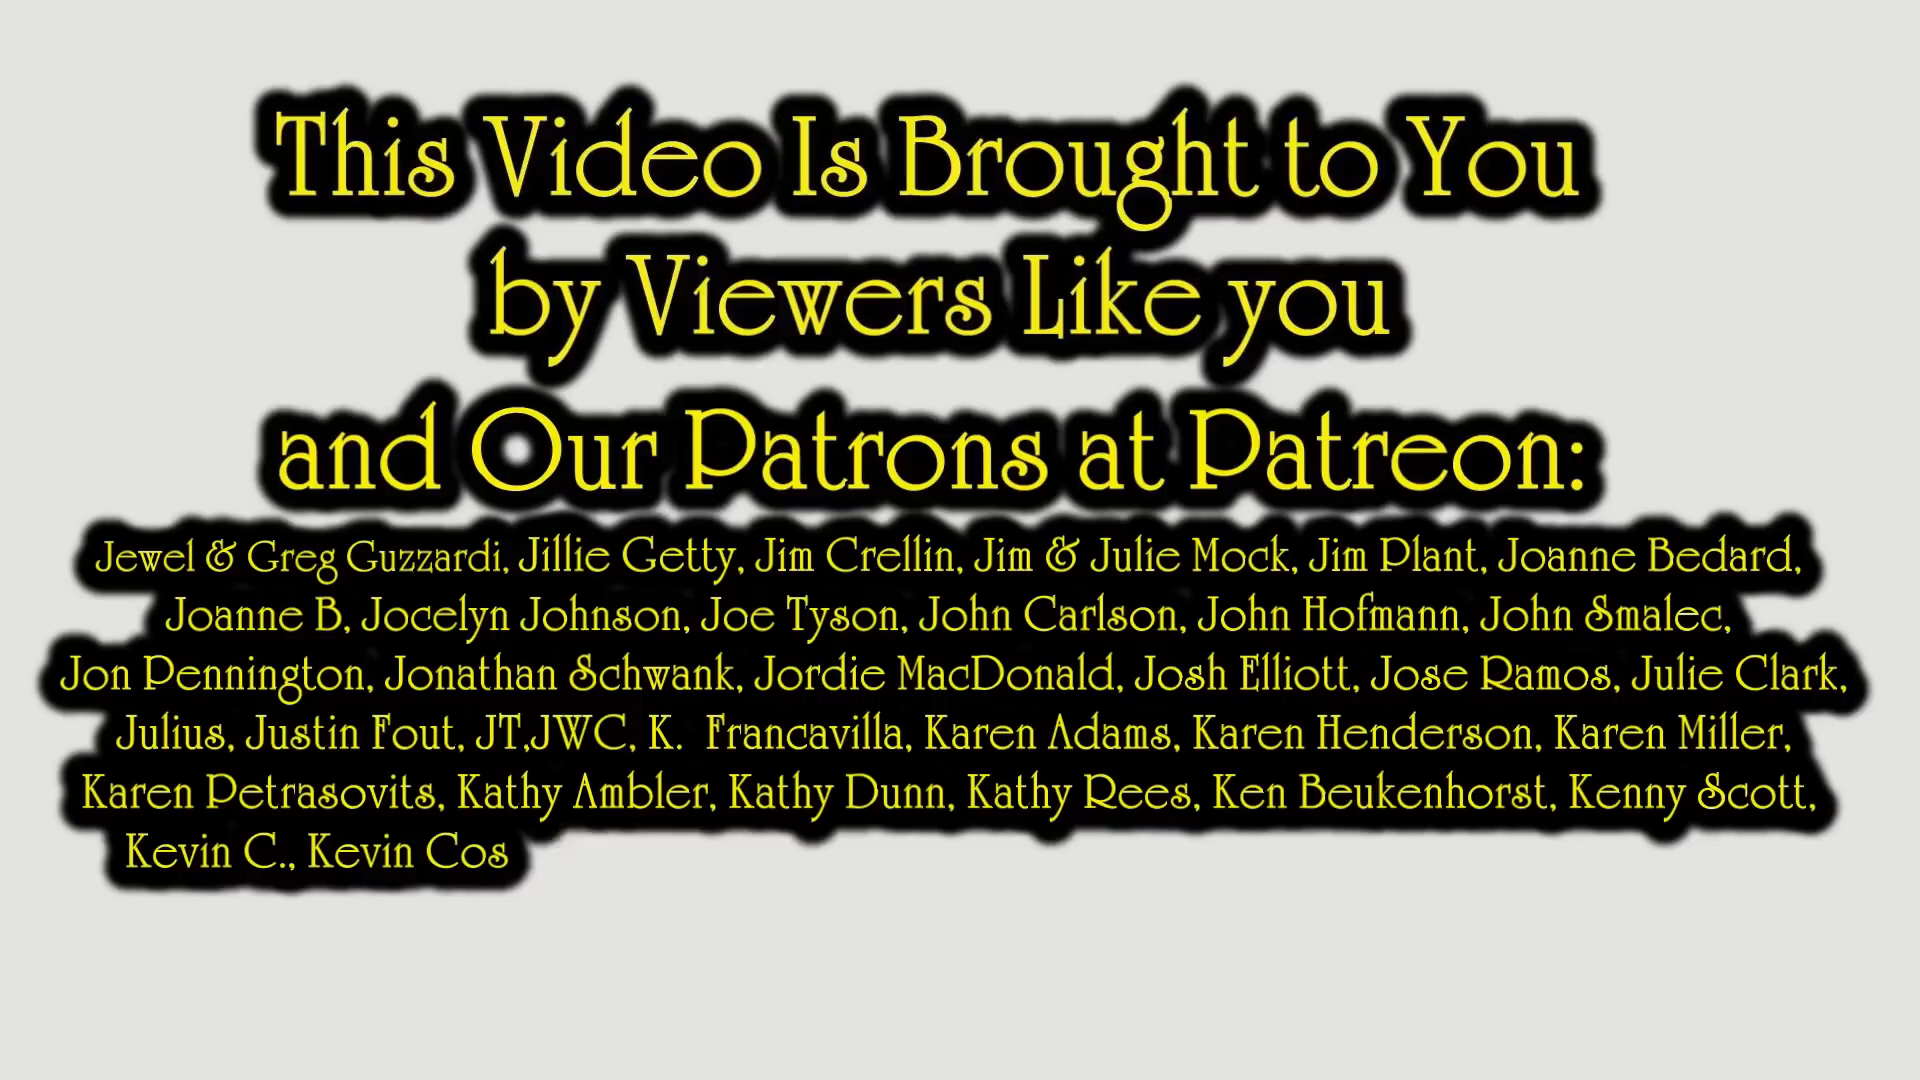 This Video Is Brought to You
by Viewers Like you
and Our Patrons at Patreon:
Jewel & Greg Guzzardi, Jillie Getty, Jim Crellin, Jim & Julie Mock, Jim Plant, Joanne Bedard,
Joanne B, Jocelyn Johnson, Joe Tyson, John Carlson, John Hofmann, John Smalec,
Jon Pennington, Jonathan Schwank, Jordie MacDonald, Josh Elliott, Jose Ramos, Julie Clark,
Julius, Justin Fout, JT,JWC, K. Francavilla, Karen Adams, Karen Henderson, Karen Miller,
Karen Petrasovits, Kathy Ambler, Kathy Dunn, Kathy Rees, Ken Beukenhorst, Kenny Scott,
Kevin C., Kevin Cos